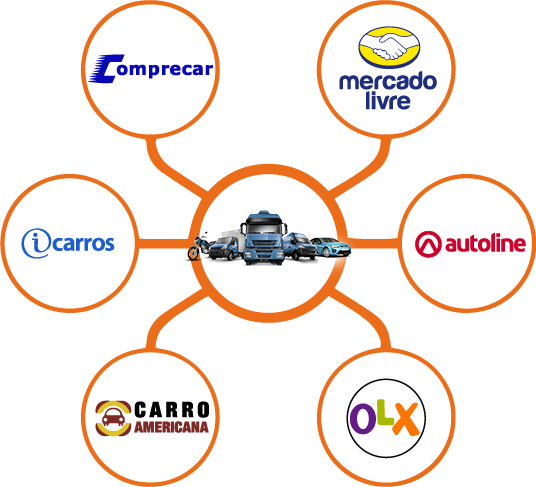 Comprecar
mercado
livre
icarros
autoline
CARRO
AMERICANA
OLX